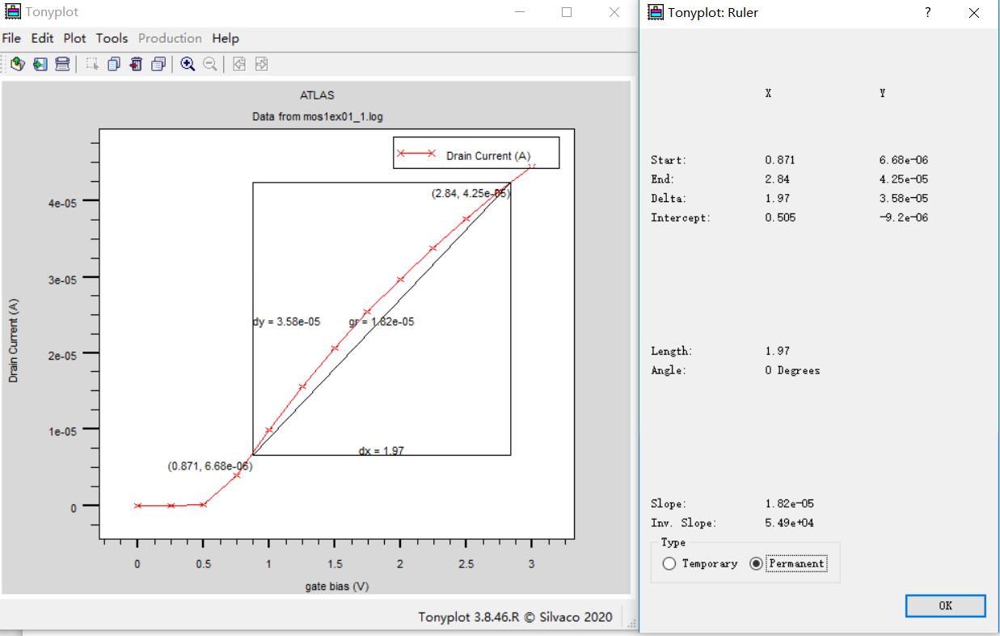 Tonyplot
File Edit Plot Tools Production Help
ATLAS
Data from mos1ex01_1.log
Drain Current (A)
(2.84, 4.25e-05)
dy = 3.58e-05
gr = 1.82e-05
dx = 1.97
(0.871, 6.68e-06)
Drain Current (A)
4e-05
3e-05
2e-05
1e-05
0
0 0.5 1 1.5 2 2.5 3
gate bias (V)
Tonyplot 3.8.46.R © Silvaco 2020
Tonyplot: Ruler
X Y
Start: 0.871 6.68e-06
End: 2.84 4.25e-05
Delta: 1.97 3.58e-05
Intercept: 0.505 -9.2e-06
Length: 1.97
Angle: 0 Degrees
Slope: 1.82e-05
Inv. Slope: 5.49e+04
Type
Temporary Permanent
OK